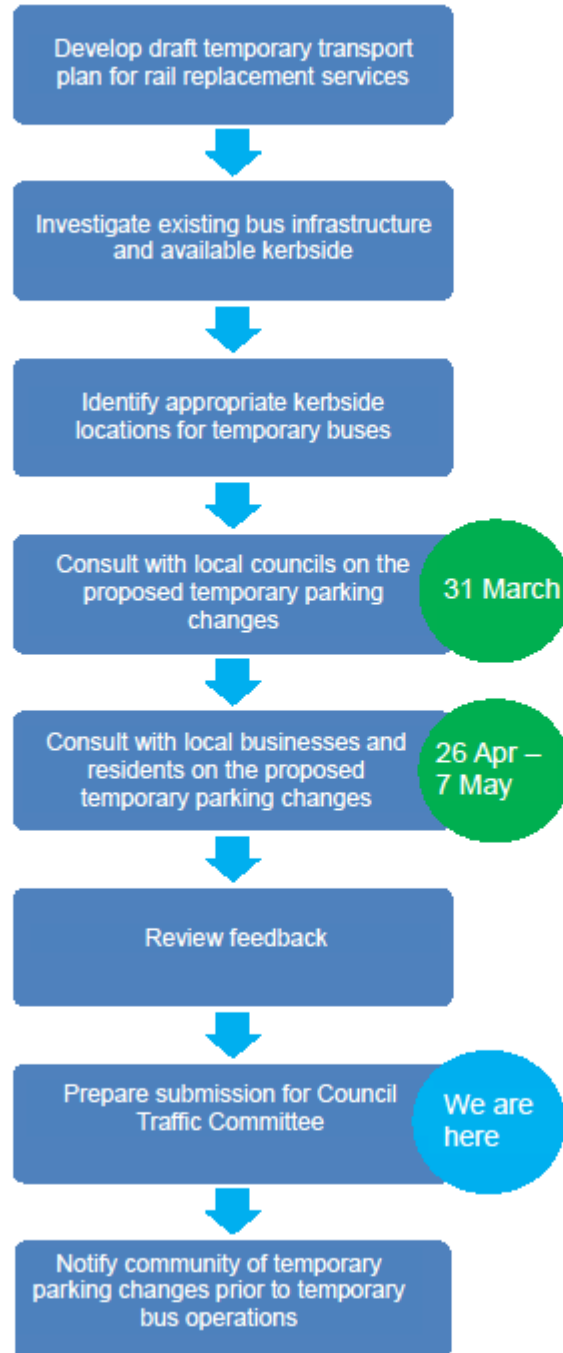 Develop draft temporary transport
plan for rail replacement services
Investigate existing bus infrastructure
and available kerbside
Identify appropriate kerbside
locations for temporary buses
Consult with local councils on the
proposed temporary parking
changes
31 March
Consult with local businesses and
residents on the proposed
temporary parking changes
26 Apr –
7 May
Review feedback
Prepare submission for Council
Traffic Committee
We are
here
Notify community of temporary
parking changes prior to temporary
bus operations